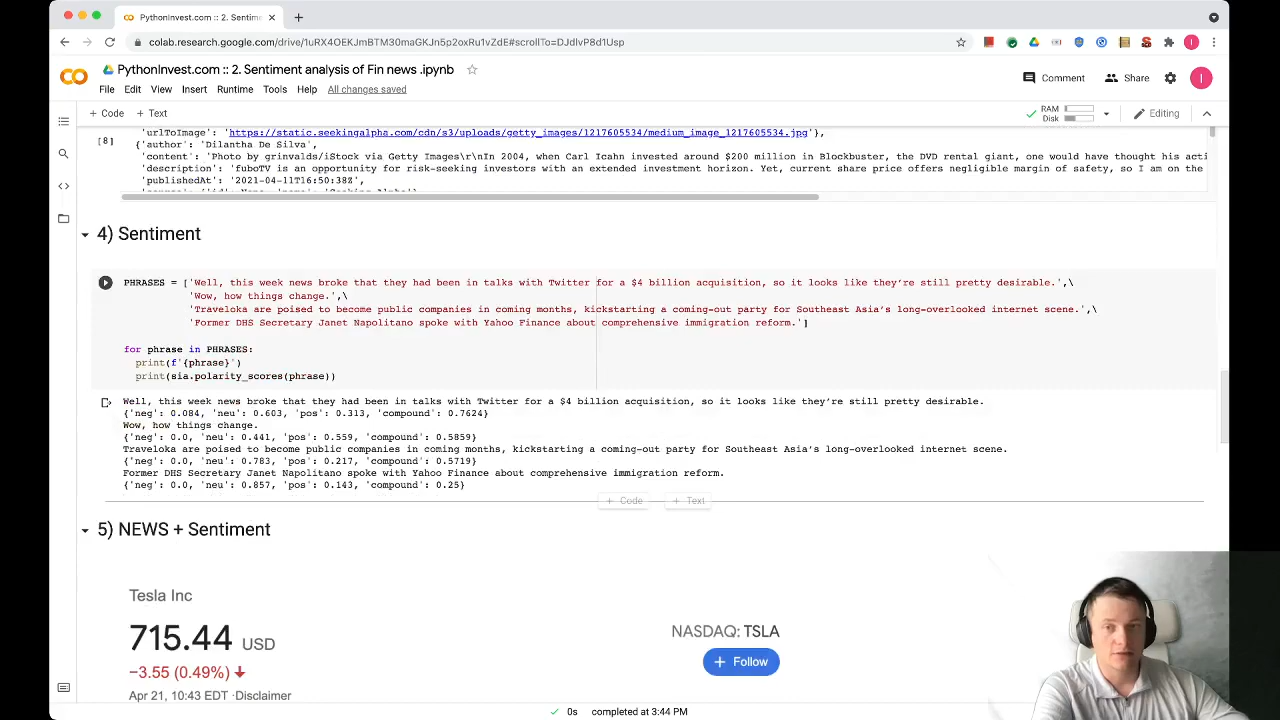 PythonInvest.com :: 2. Sentime
colab.research.google.com/drive/1uRX4OEKJmBTM30maGKJn5p2oxRu1vZdE#scrollTo=DJdlvP8d1Usp
PythonInvest.com :: 2. Sentiment analysis of Fin news .ipynb
File Edit View Insert Runtime Tools Help All changes saved
Comment Share I
+ Code + Text
RAM
Disk
Editing
'urlToImage': 'https://static.seekingalpha.com/cdn/s3/uploads/getty_images/1217605534/medium_image_1217605534.jpg'},
[8] {'author': 'Dilantha De Silva',
'content': 'Photo by grinvalds/iStock via Getty Images\r\nIn 2004, when Carl Icahn invested around $200 million in Blockbuster, the DVD rental giant, one would have thought his acti
'description': 'fuboTV is an opportunity for risk-seeking investors with an extended investment horizon. Yet, current share price offers negligible margin of safety, so I am on the
'publishedAt': '2021-04-11T16:50:38Z',
4) Sentiment
PHRASES = ['Well, this week news broke that they had been in talks with Twitter for a $4 billion acquisition, so it looks like they’re still pretty desirable.',\
'Wow, how things change.',\
'Traveloka are poised to become public companies in coming months, kickstarting a coming-out party for Southeast Asia’s long-overlooked internet scene.',\
'Former DHS Secretary Janet Napolitano spoke with Yahoo Finance about comprehensive immigration reform.']
for phrase in PHRASES:
print(f'{phrase}')
print(sia.polarity_scores(phrase))
Well, this week news broke that they had been in talks with Twitter for a $4 billion acquisition, so it looks like they’re still pretty desirable.
{'neg': 0.084, 'neu': 0.603, 'pos': 0.313, 'compound': 0.7624}
Wow, how things change.
{'neg': 0.0, 'neu': 0.441, 'pos': 0.559, 'compound': 0.5859}
Traveloka are poised to become public companies in coming months, kickstarting a coming-out party for Southeast Asia’s long-overlooked internet scene.
{'neg': 0.0, 'neu': 0.783, 'pos': 0.217, 'compound': 0.5719}
Former DHS Secretary Janet Napolitano spoke with Yahoo Finance about comprehensive immigration reform.
{'neg': 0.0, 'neu': 0.857, 'pos': 0.143, 'compound': 0.25}
+ Code + Text
5) NEWS + Sentiment
Tesla Inc
715.44 USD
NASDAQ: TSLA
+ Follow
−3.55 (0.49%)
Apr 21, 10:43 EDT ·Disclaimer
0s completed at 3:44 PM